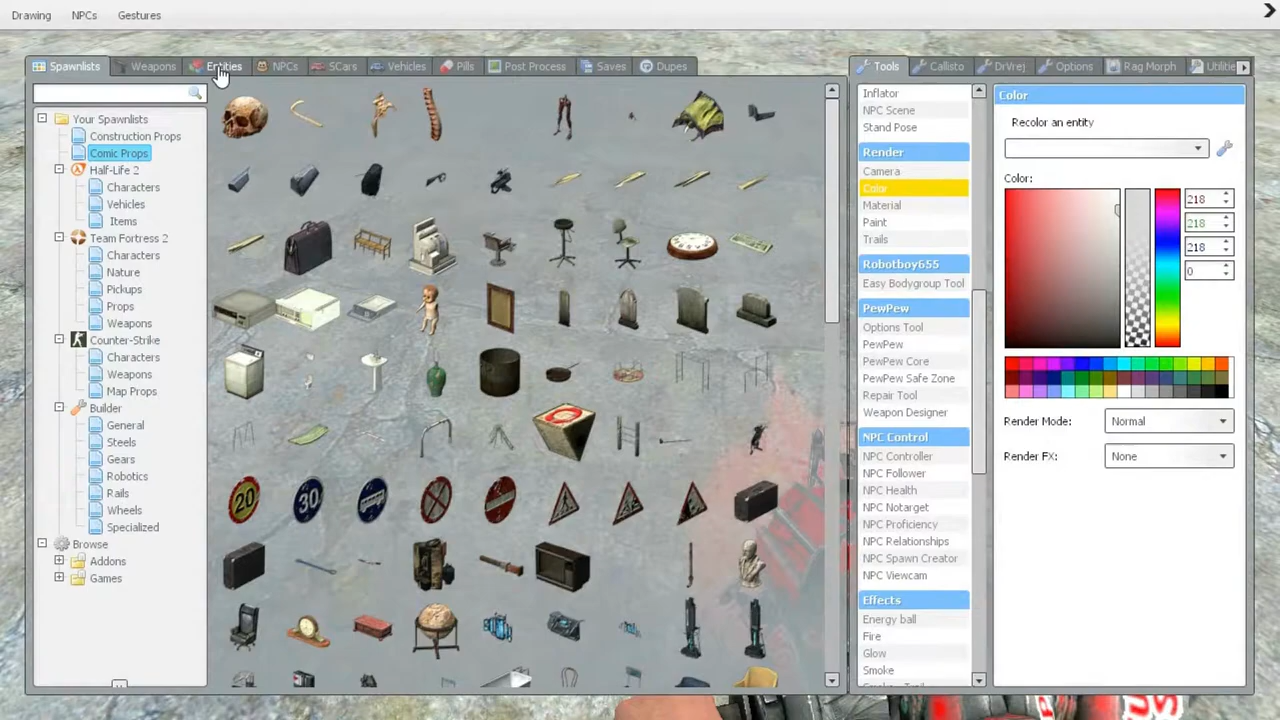 Drawing NPCs Gestures
Spawnlists Weapons Entities NPCs SCars Vehicles Pills Post Process Saves Dupes
Your Spawnlists
Construction Props
Comic Props
Half-Life 2
Characters
Vehicles
Items
Team Fortress 2
Characters
Nature
Pickups
Props
Weapons
Counter-Strike
Characters
Weapons
Map Props
Builder
General
Steels
Gears
Robotics
Rails
Wheels
Specialized
Browse
Addons
Games
20
30
Tools Callisto DrVrej Options Rag Morph Utilitie
Inflator
NPC Scene
Stand Pose
Render
Camera
Color
Material
Paint
Trails
Robotboy655
Easy Bodygroup Tool
PewPew
Options Tool
PewPew
PewPew Core
PewPew Safe Zone
Repair Tool
Weapon Designer
NPC Control
NPC Controller
NPC Follower
NPC Health
NPC Notarget
NPC Proficiency
NPC Relationships
NPC Spawn Creator
NPC Viewcam
Effects
Energy ball
Fire
Glow
Smoke
Color
Recolor an entity
Color:
218
218
218
0
Render Mode: Normal
Render FX: None